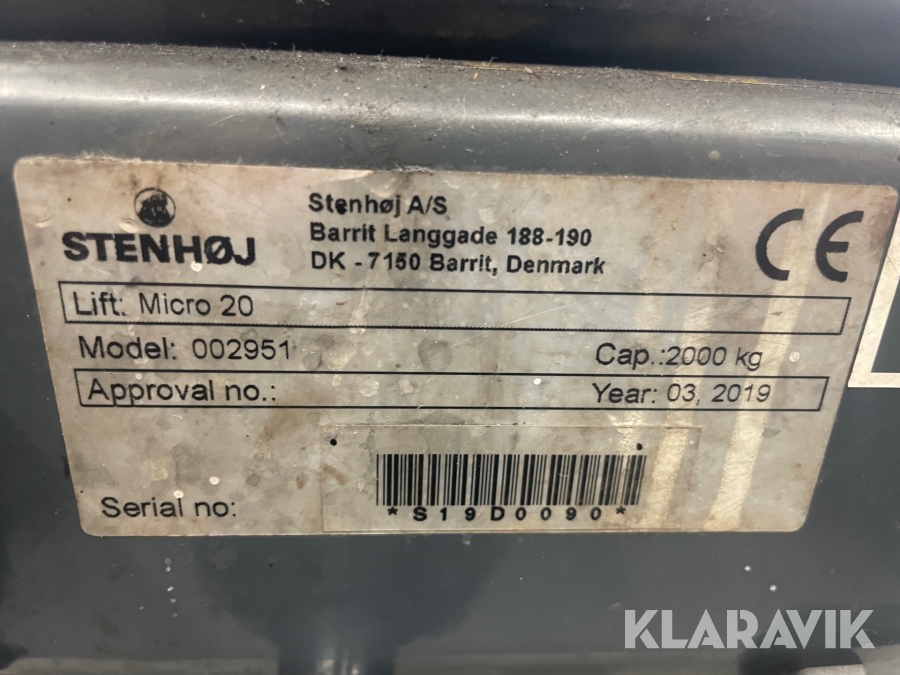 STENHØJ
Stenhøj A/S
Barrit Langgade 188-190
DK - 7150 Barrit, Denmark
CE
Lift: Micro 20
Model: 002951
Cap.:2000 kg
Approval no.:
Year: 03, 2019
Serial no:
*S19D0090*
KLARAVIK